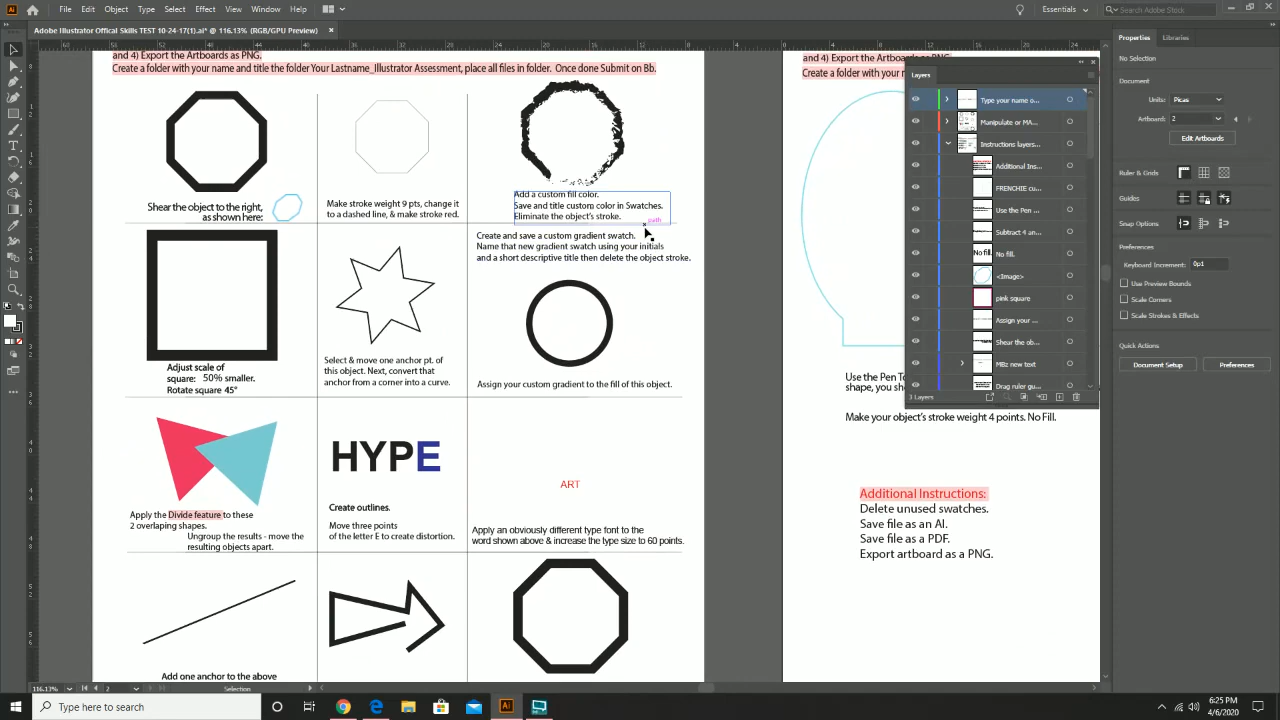 File Edit Object Type Select Effect View Window Help
Essentials
Search Adobe Stock
Adobe Illustrator Offical Skills TEST 10-24-17(1).ai* @ 116.13% (RGB/GPU Preview)
and 4) Export the Artboards as PNG.
Create a folder with your name and title the folder Your Lastname_Illustrator Assessment, place all files in folder. Once done Submit on Bb.
Shear the object to the right,
as shown here:
Make stroke weight 9 pts, change it
to a dashed line, & make stroke red.
Add a custom fill color.
Save and title custom color in Swatches.
Eliminate the object's stroke.
path
Create and save a custom gradient swatch.
Name that new gradient swatch using your initials
and a short descriptive title then delete the object stroke.
Adjust scale of
square: 50% smaller.
Rotate square 45°
Select & move one anchor pt. of
this object. Next, convert that
anchor from a corner into a curve.
Assign your custom gradient to the fill of this object.
Apply the Divide feature to these
2 overlaping shapes.
Ungroup the results - move the
resulting objects apart.
HYPE
Create outlines.
Move three points
of the letter E to create distortion.
ART
Apply an obviously different type font to the
word shown above & increase the type size to 60 points.
Add one anchor to the above
and 4) Export the Artboards as PNG.
Create a folder with your n
Use the Pen To
shape, you sh
Make your object's stroke weight 4 points. No Fill.
Additional Instructions:
Delete unused swatches.
Save file as an AI.
Save file as a PDF.
Export artboard as a PNG.
Layers
Type your name o...
Manipulate or MA...
Instructions layers...
Additional Ins...
FRENCHIE cu...
Use the Pen ...
Subtract 4 an...
No fill.
No fill.
<Image>
pink square
Assign your ...
Shear the ob...
MBz new text
Drag ruler gu...
3 Layers
Properties Libraries
No Selection
Document
Units: Picas
Artboard: 2
Edit Artboards
Ruler & Grids
Guides
Snap Options
Preferences
Keyboard Increment: 0p1
Use Preview Bounds
Scale Corners
Scale Strokes & Effects
Quick Actions
Document Setup Preferences
116.13% 2 Selection
Type here to search
6:25 PM
4/6/2020